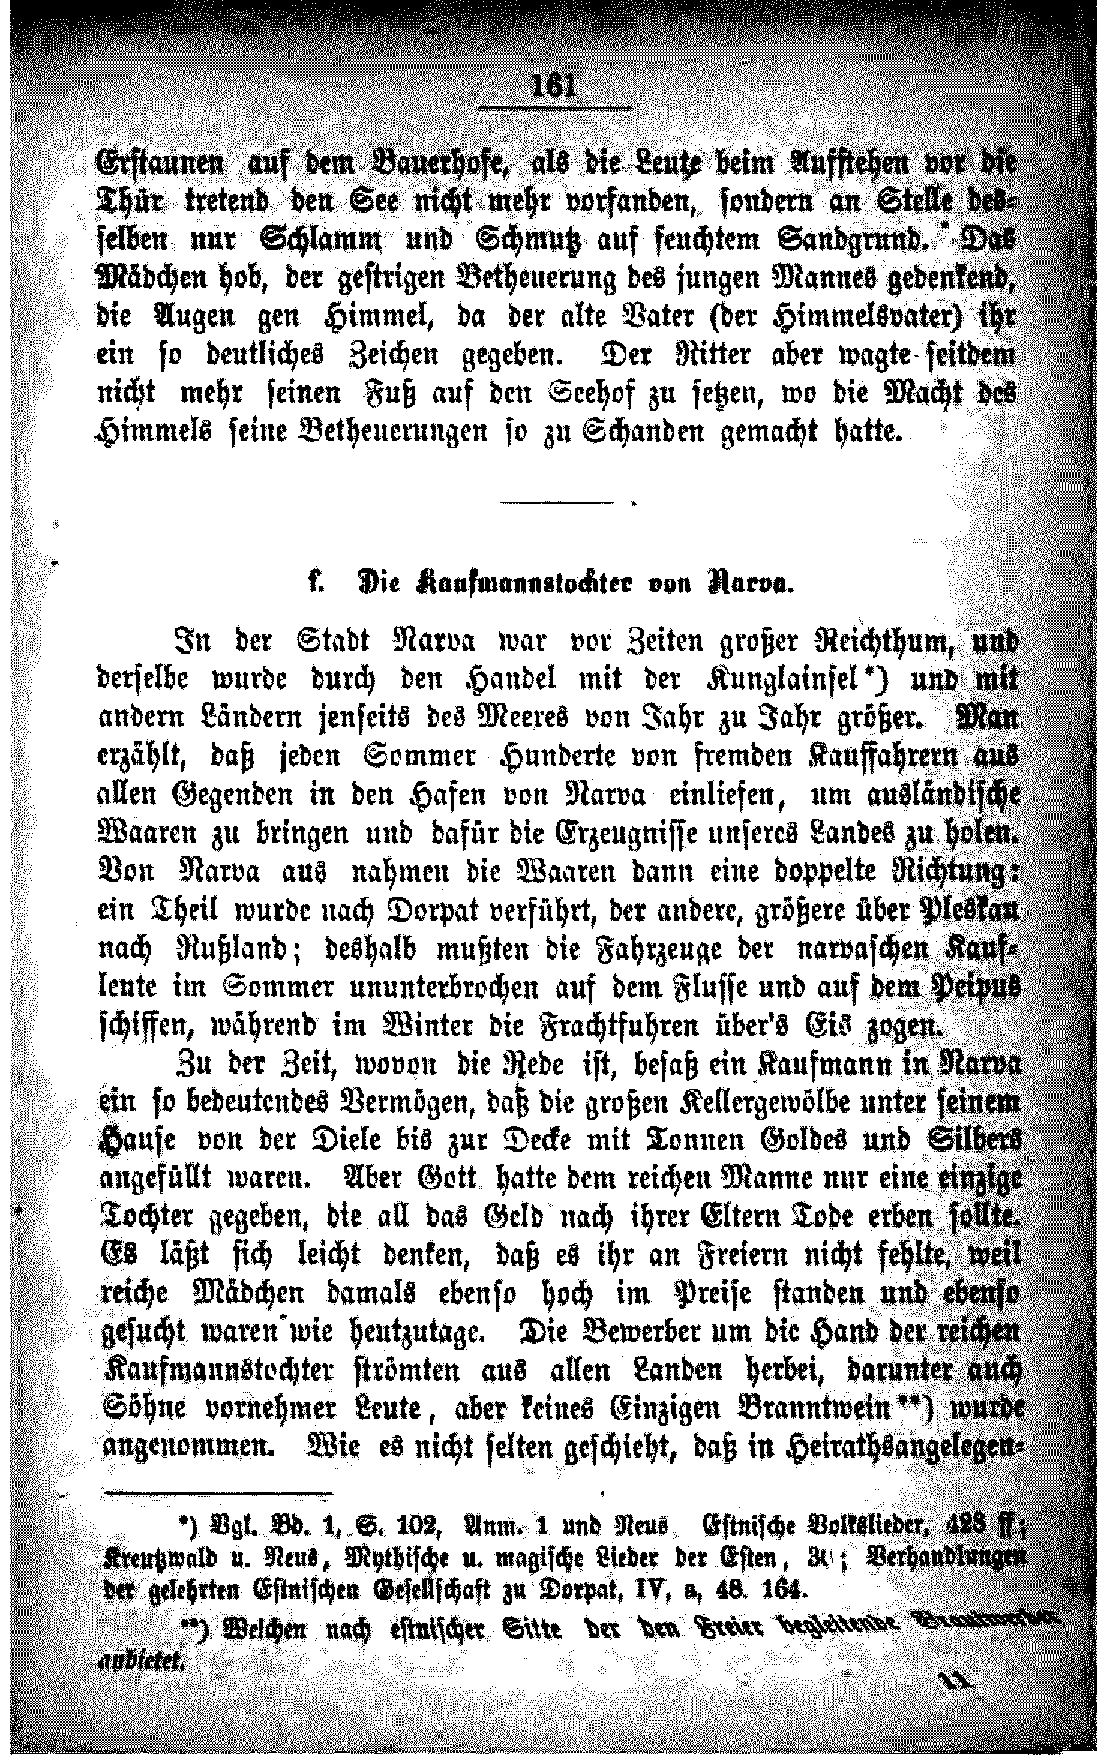 161
Erstaunen auf dem Bauerhofe, als die Leute beim Aufstehen vor die
Thür tretend den See nicht mehr vorfanden, sondern an Stelle des-
selben nur Schlamm und Schmutz auf feuchtem Sandgrund. Das
Mädchen hob, der gestrigen Betheuerung des jungen Mannes gedenkend,
die Augen gen Himmel, da der alte Vater (der Himmelsvater) ihr
ein so deutliches Zeichen gegeben. Der Ritter aber wagte seitdem
nicht mehr seinen Fuß auf den Seehof zu setzen, wo die Macht des
Himmels seine Betheuerungen so zu Schanden gemacht hatte.
f. Die Kaufmannstochter von Narva.
In der Stadt Narva war vor Zeiten großer Reichthum, und
derselbe wurde durch den Handel mit der Kunglainsel*) und mit
andern Ländern jenseits des Meeres von Jahr zu Jahr größer. Man
erzählt, daß jeden Sommer Hunderte von fremden Kauffahrern aus
allen Gegenden in den Hafen von Narva einliefen, um ausländische
Waaren zu bringen und dafür die Erzeugnisse unseres Landes zu holen.
Von Narva aus nahmen die Waaren dann eine doppelte Richtung:
ein Theil wurde nach Dorpat verführt, der andere, größere über Pleskau
nach Rußland; deshalb mußten die Fahrzeuge der narvaschen Kauf-
leute im Sommer ununterbrochen auf dem Flusse und auf dem Peipus
schiffen, während im Winter die Frachtfuhren über's Eis zogen.
Zu der Zeit, wovon die Rede ist, besaß ein Kaufmann in Narva
ein so bedeutendes Vermögen, daß die großen Kellergewölbe unter seinem
Hause von der Diele bis zur Decke mit Tonnen Goldes und Silbers
angefüllt waren. Aber Gott hatte dem reichen Manne nur eine einzige
Tochter gegeben, die all das Geld nach ihrer Eltern Tode erben sollte.
Es läßt sich leicht denken, daß es ihr an Freiern nicht fehlte, weil
reiche Mädchen damals ebenso hoch im Preise standen und ebenso
gesucht waren wie heutzutage. Die Bewerber um die Hand der reichen
Kaufmannstochter strömten aus allen Landen herbei, darunter auch
Söhne vornehmer Leute, aber keines Einzigen Branntwein**) wurde
angenommen. Wie es nicht selten geschieht, daß in Heirathsangelegen-
*) Vgl. Bd. 1, S. 102, Anm. 1 und Neus Estnische Volkslieder, 423 ff;
Kreutzwald u. Neus, Mythische u. magische Lieder der Esten, ; Verhandlungen
der gelehrten Estnischen Gesellschaft zu Dorpat, IV, a, 48. 164.
**) Welchen nach estnischer Sitte der den Freier begleitende Brautwerber
anbietet.
11